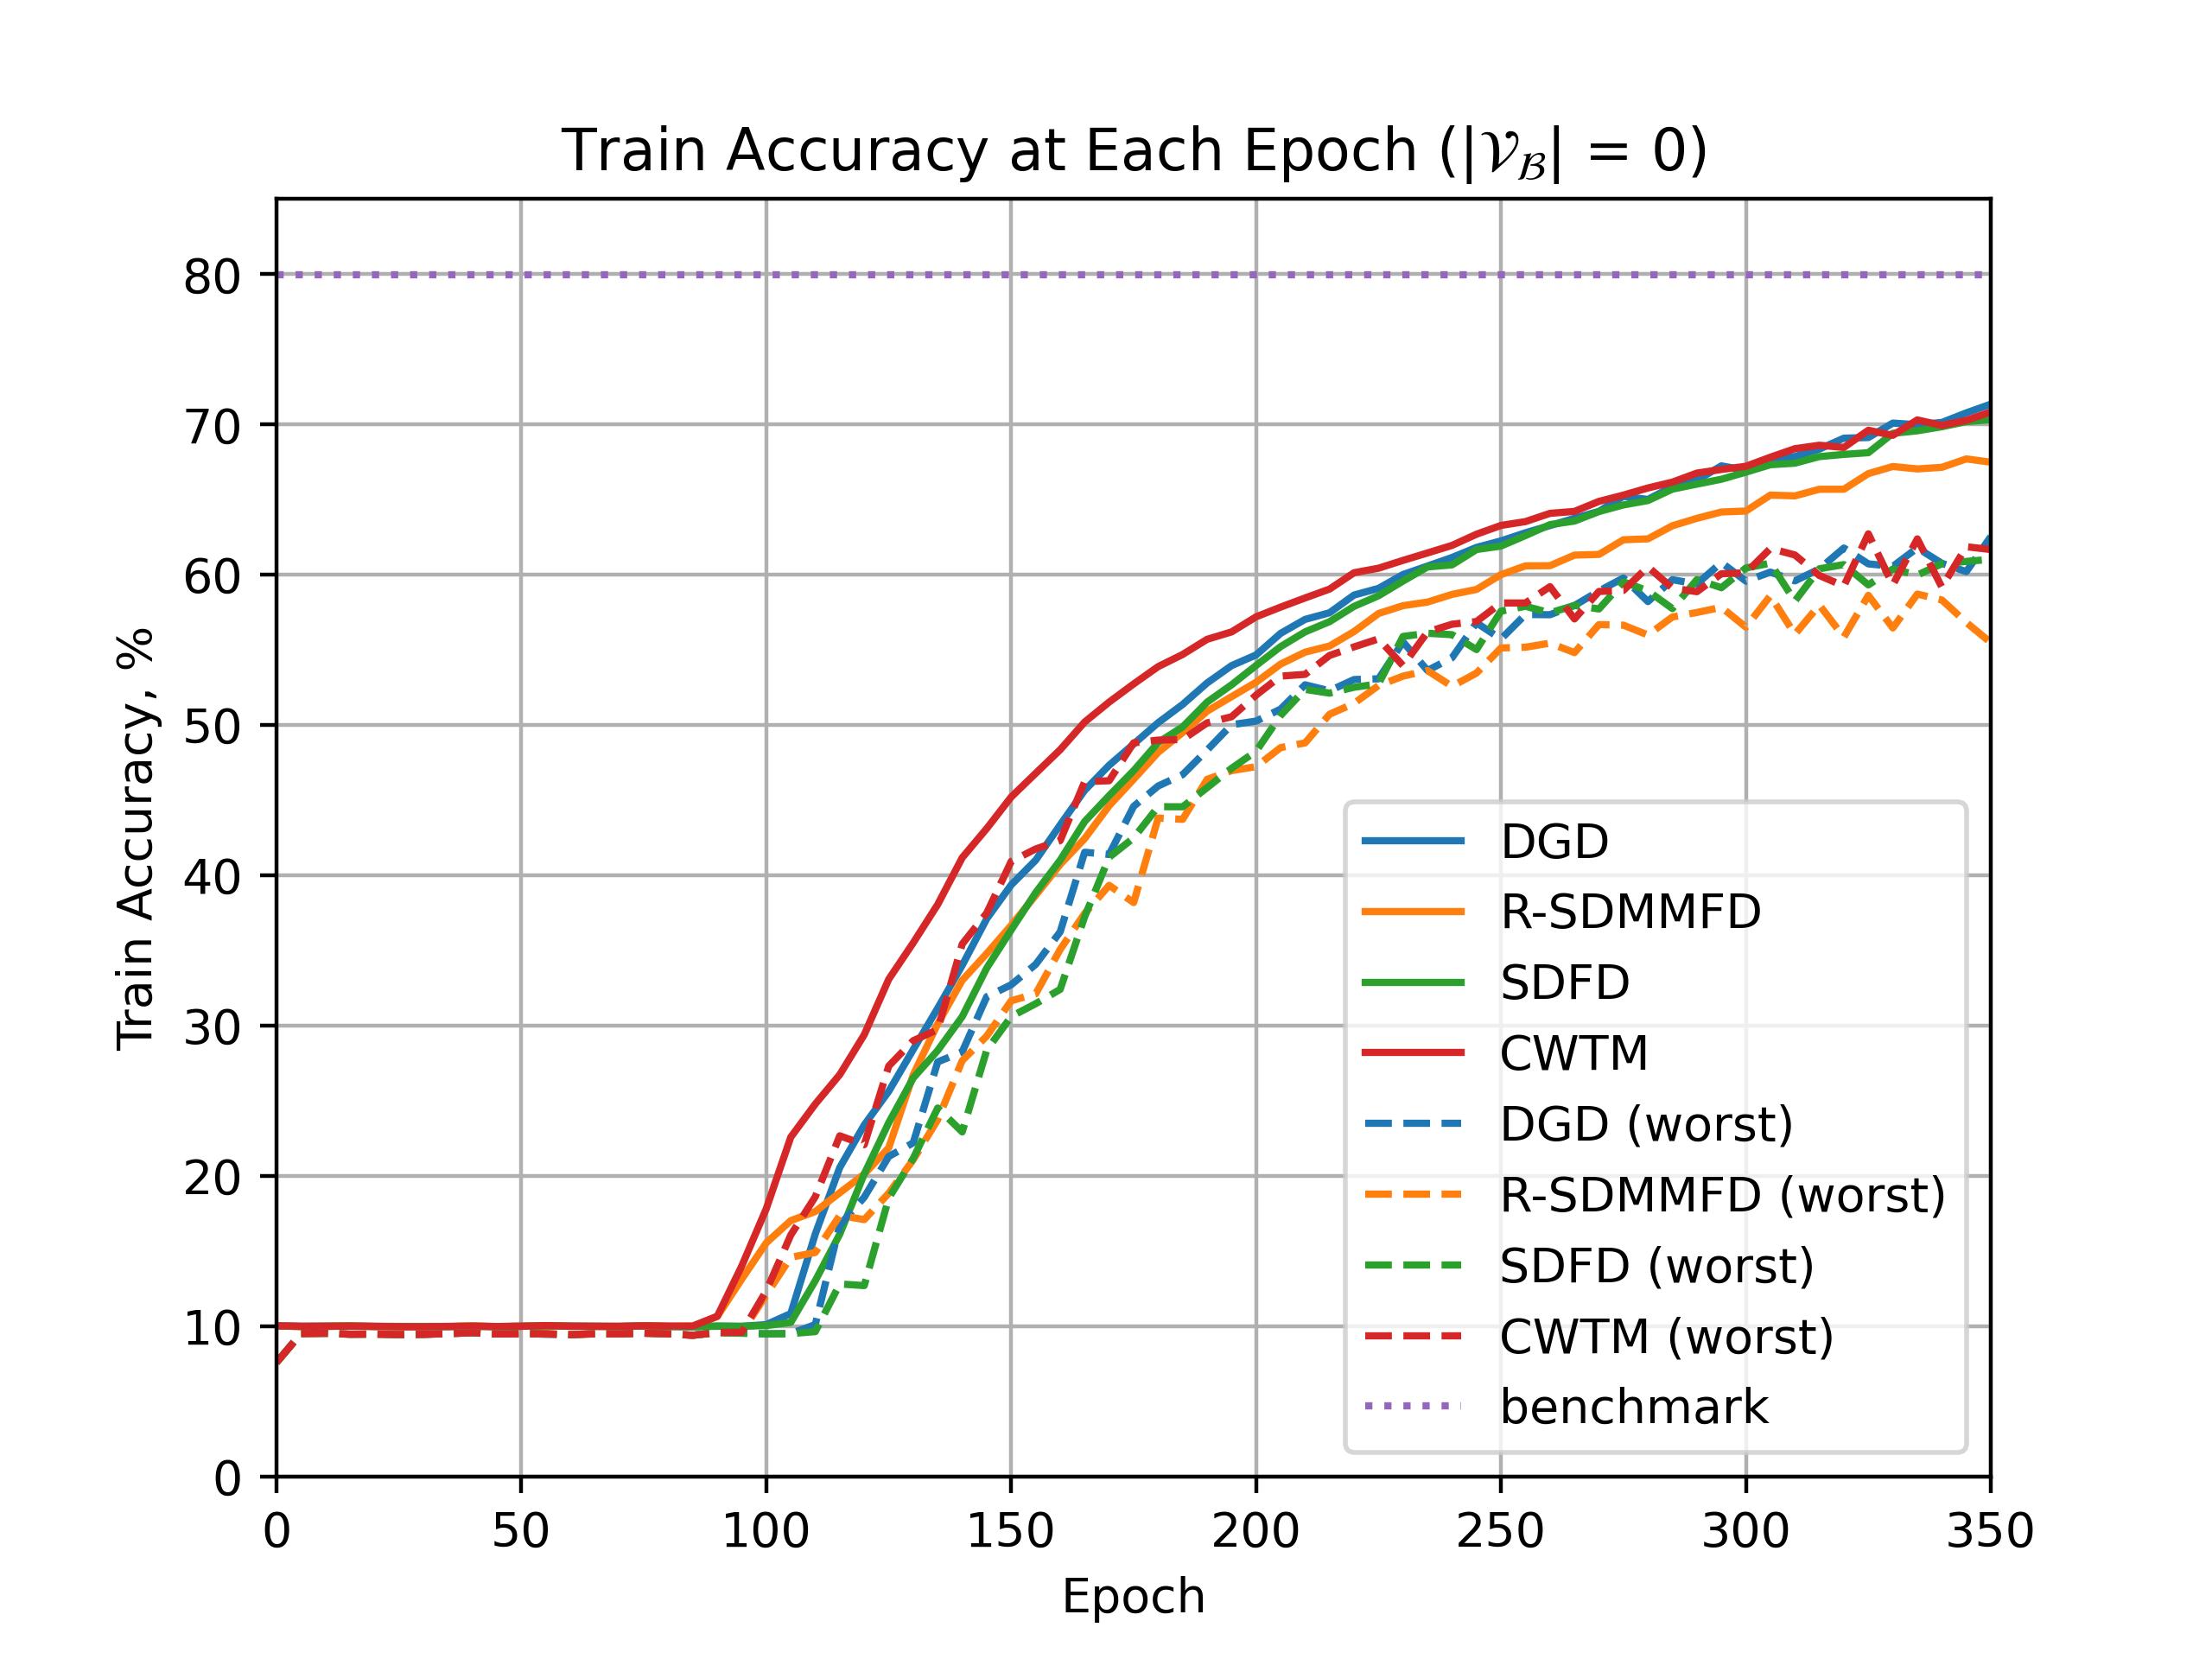 Train Accuracy at Each Epoch (|𝒱_ℬ| = 0)
Train Accuracy, %
80
70
60
50
40
30
20
10
0
0 50 100 150 200 250 300 350
Epoch
DGD
R-SDMMFD
SDFD
CWTM
DGD (worst)
R-SDMMFD (worst)
SDFD (worst)
CWTM (worst)
benchmark